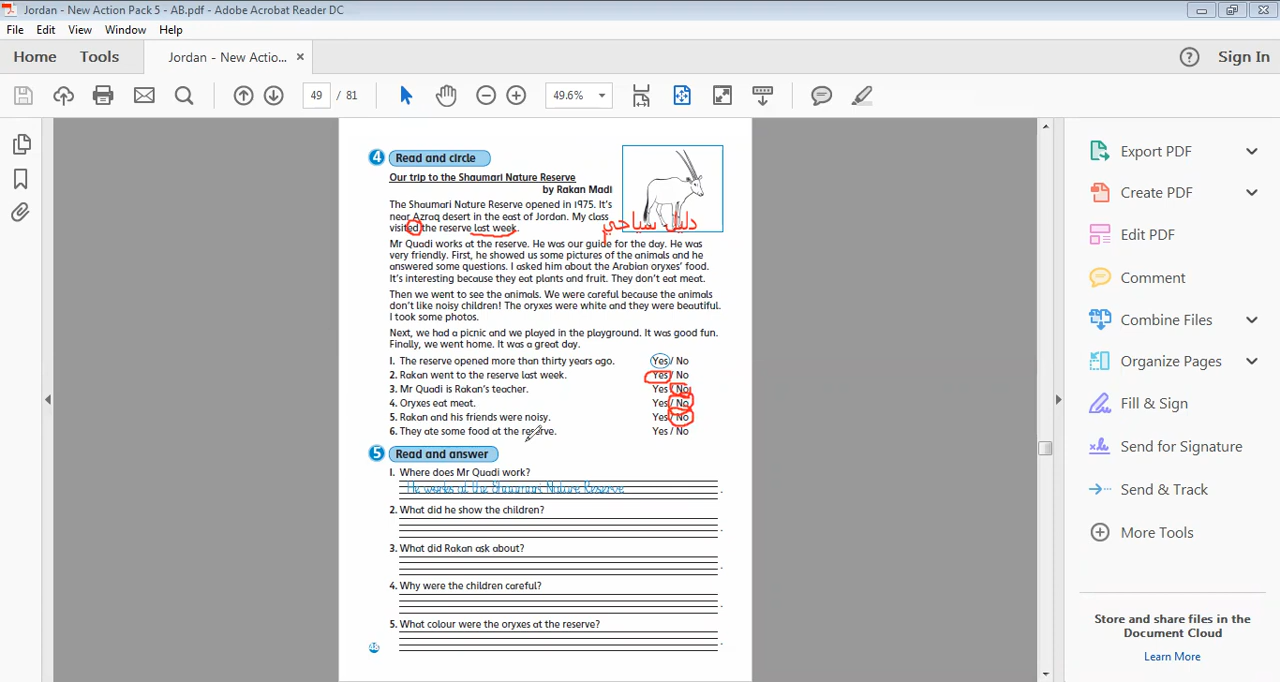 Jordan - New Action Pack 5 - AB.pdf - Adobe Acrobat Reader DC
File Edit View Window Help
Home Tools Jordan - New Actio... × ? Sign In
49 / 81 49.6%
4 Read and circle
Our trip to the Shaumari Nature Reserve
by Rakan Madi
The Shaumari Nature Reserve opened in 1975. It's
near Azraq desert in the east of Jordan. My class
visited the reserve last week.
دليل سياحي
Mr Quadi works at the reserve. He was our guide for the day. He was
very friendly. First, he showed us some pictures of the animals and he
answered some questions. I asked him about the Arabian oryxes' food.
It's interesting because they eat plants and fruit. They don't eat meat.
Then we went to see the animals. We were careful because the animals
don't like noisy children! The oryxes were white and they were beautiful.
I took some photos.
Next, we had a picnic and we played in the playground. It was good fun.
Finally, we went home. It was a great day.
1. The reserve opened more than thirty years ago. Yes / No
2. Rakan went to the reserve last week. Yes / No
3. Mr Quadi is Rakan's teacher. Yes / No
4. Oryxes eat meat. Yes / No
5. Rakan and his friends were noisy. Yes / No
6. They ate some food at the reserve. Yes / No
5 Read and answer
1. Where does Mr Quadi work?
He works at the Shaumari Nature Reserve.
2. What did he show the children?
3. What did Rakan ask about?
4. Why were the children careful?
5. What colour were the oryxes at the reserve?
48
Export PDF
Create PDF
Edit PDF
Comment
Combine Files
Organize Pages
Fill & Sign
Send for Signature
Send & Track
More Tools
Store and share files in the
Document Cloud
Learn More